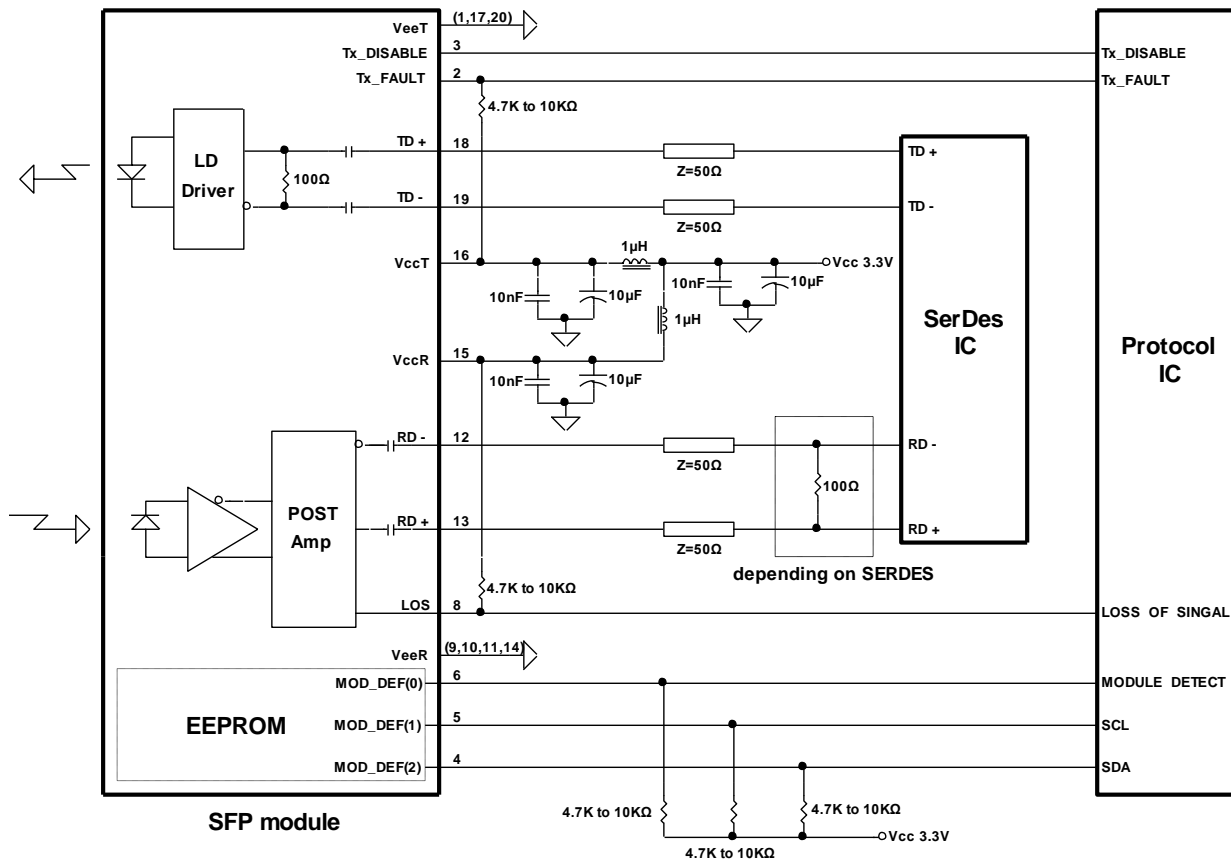 VeeT (1,17,20)
Tx_DISABLE 3 Tx_DISABLE
Tx_FAULT 2 Tx_FAULT
4.7K to 10KΩ
LD
Driver
100Ω
TD + 18 Z=50Ω TD +
TD - 19 Z=50Ω TD -
VccT 16 1µH Vcc 3.3V
10nF 10µF 10nF 10µF
1µH
VccR 15
10nF 10µF
SerDes
IC
Protocol
IC
RD - 12 Z=50Ω RD -
100Ω
POST
Amp
RD + 13 Z=50Ω RD +
depending on SERDES
4.7K to 10KΩ
LOS 8 LOSS OF SINGAL
VeeR (9,10,11,14)
EEPROM
MOD_DEF(0) 6 MODULE DETECT
MOD_DEF(1) 5 SCL
MOD_DEF(2) 4 SDA
4.7K to 10KΩ 4.7K to 10KΩ
Vcc 3.3V
4.7K to 10KΩ
SFP module